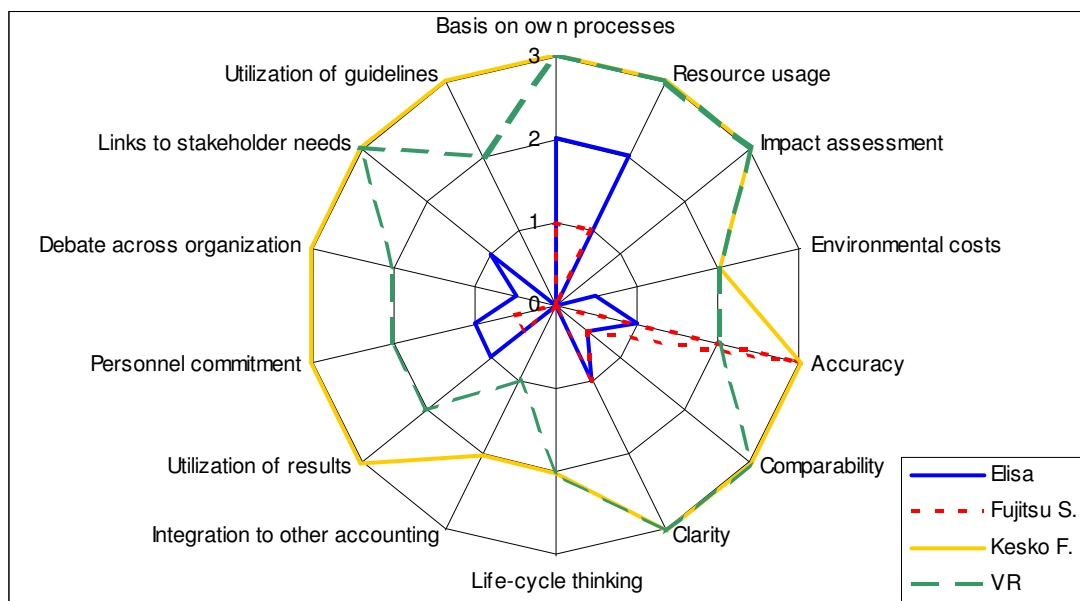 Basis on own processes
3
Utilization of guidelines
Resource usage
2
Links to stakeholder needs
Impact assessment
1
Debate across organization
Environmental costs
0
Personnel commitment
Accuracy
Utilization of results
Comparability
Integration to other accounting
Clarity
Life-cycle thinking
Elisa
Fujitsu S.
Kesko F.
VR